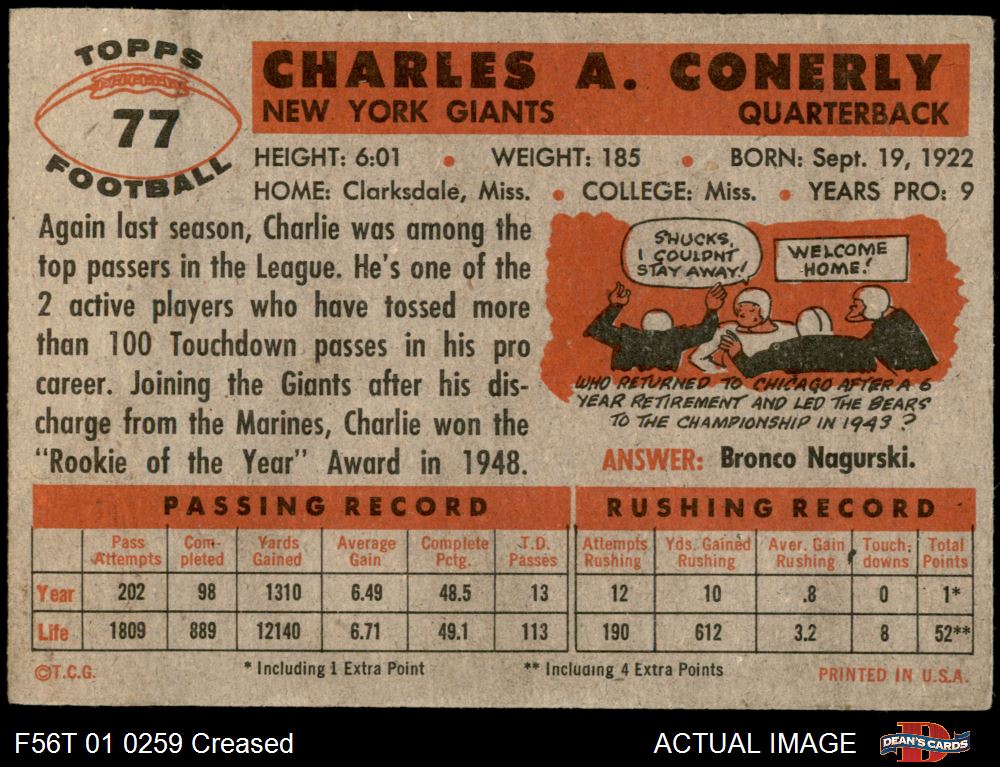 TOPPS
77
FOOTBALL
CHARLES A. CONERLY
NEW YORK GIANTS QUARTERBACK
HEIGHT: 6:01 • WEIGHT: 185 • BORN: Sept. 19, 1922
HOME: Clarksdale, Miss. • COLLEGE: Miss. • YEARS PRO: 9
Again last season, Charlie was among the
top passers in the League. He's one of the
2 active players who have tossed more
than 100 Touchdown passes in his pro
career. Joining the Giants after his dis-
charge from the Marines, Charlie won the
"Rookie of the Year" Award in 1948.
SHUCKS,
I COULDNT
STAY AWAY!
WELCOME
HOME!
WHO RETURNED TO CHICAGO AFTER A 6
YEAR RETIREMENT AND LED THE BEARS
TO THE CHAMPIONSHIP IN 1943?
ANSWER: Bronco Nagurski.
PASSING RECORD
Pass Attempts Com-pleted Yards Gained Average Gain Complete Pctg. T.D. Passes
Year 202 98 1310 6.49 48.5 13
Life 1809 889 12140 6.71 49.1 113
* Including 1 Extra Point
RUSHING RECORD
Attempts Rushing Yds. Gained Rushing Aver. Gain Rushing Touch-downs Total Points
12 10 .8 0 1*
190 612 3.2 8 52**
** Including 4 Extra Points
©T.C.G.
PRINTED IN U.S.A.
F56T 01 0259 Creased
ACTUAL IMAGE
D
DEAN'S CARDS